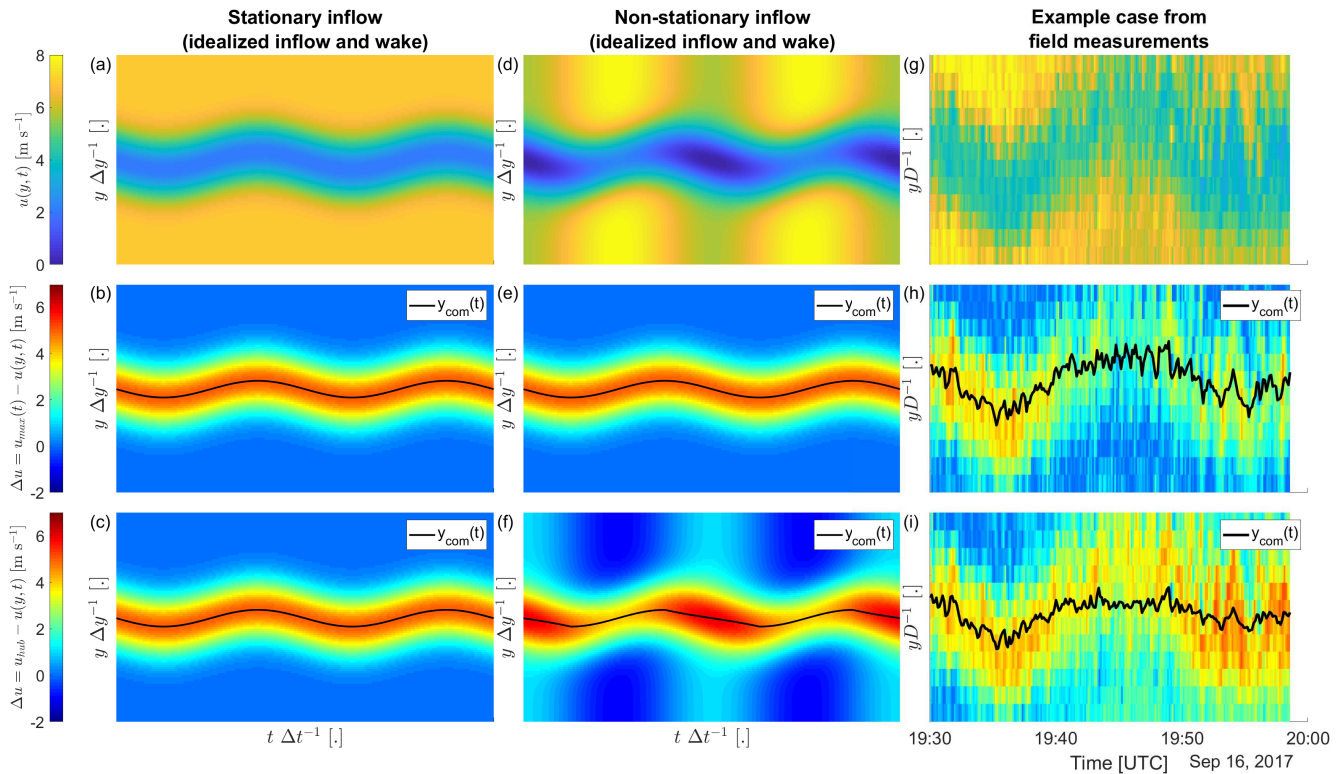 Stationary inflow
(idealized inflow and wake)
Non-stationary inflow
(idealized inflow and wake)
Example case from
field measurements
(a)
(d)
(g)
8
6
4
2
0
u(y, t) [m s⁻¹]
y Δy⁻¹ [.]
y Δy⁻¹ [.]
yD⁻¹ [.]
(b)
(e)
(h)
y_com(t)
y_com(t)
y_com(t)
6
4
2
0
-2
Δu = u_max(t) − u(y, t) [m s⁻¹]
y Δy⁻¹ [.]
y Δy⁻¹ [.]
yD⁻¹ [.]
(c)
(f)
(i)
y_com(t)
y_com(t)
y_com(t)
6
4
2
0
-2
Δu = u_hub − u(y, t) [m s⁻¹]
y Δy⁻¹ [.]
y Δy⁻¹ [.]
yD⁻¹ [.]
t Δt⁻¹ [.]
t Δt⁻¹ [.]
19:30 19:40 19:50 20:00
Time [UTC] Sep 16, 2017